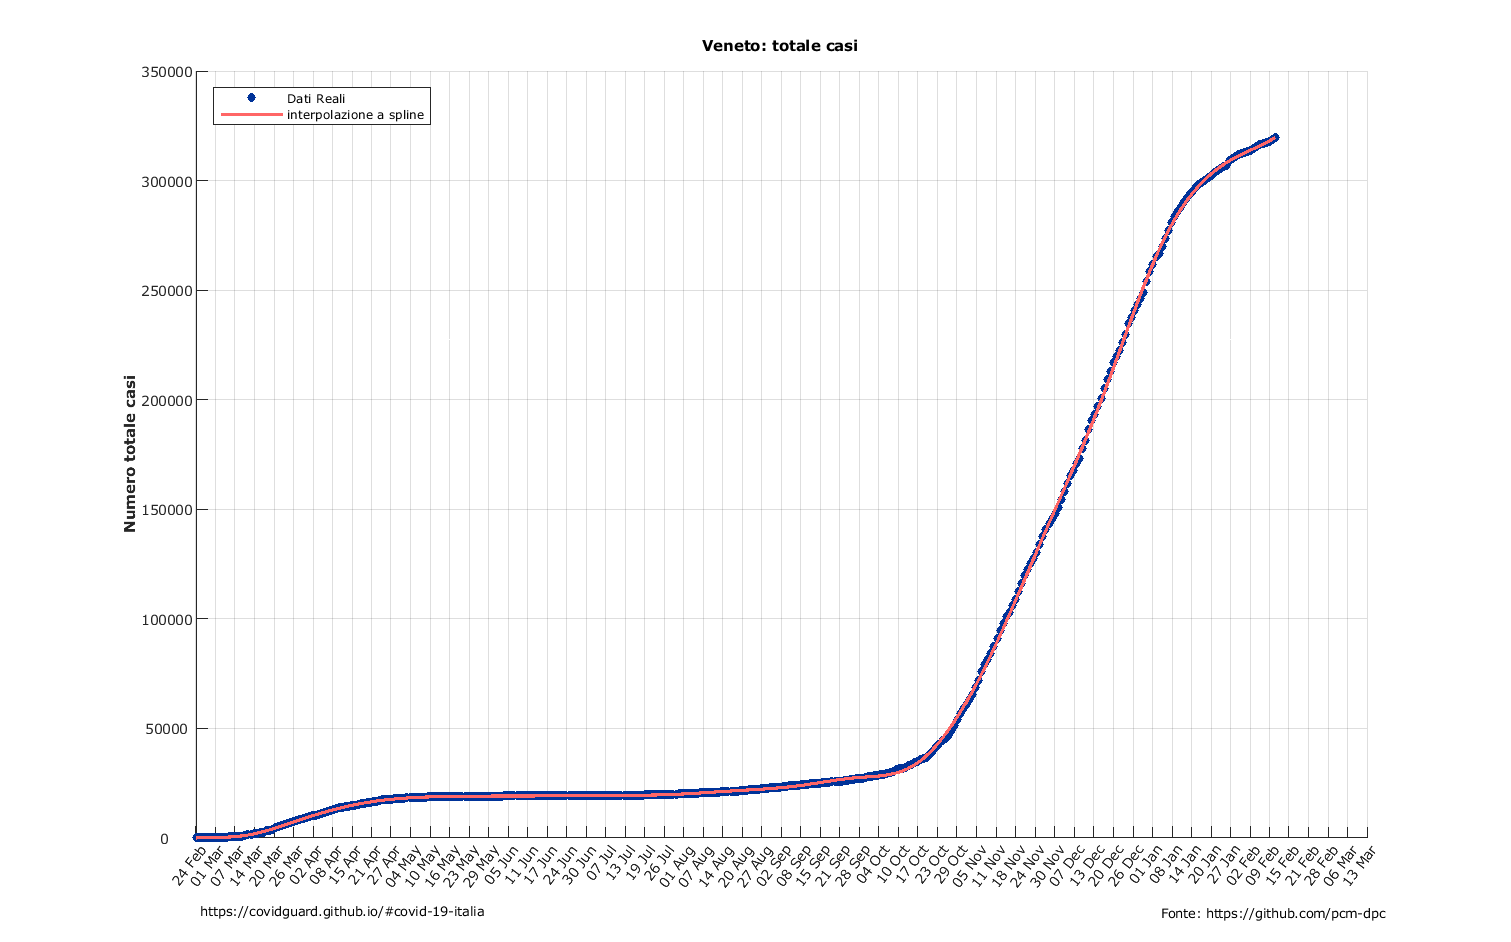 Veneto: totale casi
350000
300000
250000
200000
150000
100000
50000
0
Dati Reali
interpolazione a spline
Numero totale casi
24 Feb
01 Mar
07 Mar
14 Mar
20 Mar
26 Mar
02 Apr
08 Apr
15 Apr
21 Apr
27 Apr
04 May
10 May
16 May
23 May
29 May
05 Jun
11 Jun
17 Jun
24 Jun
30 Jun
07 Jul
13 Jul
19 Jul
26 Jul
01 Aug
07 Aug
14 Aug
20 Aug
27 Aug
02 Sep
08 Sep
15 Sep
21 Sep
28 Sep
04 Oct
10 Oct
17 Oct
23 Oct
29 Oct
05 Nov
11 Nov
18 Nov
24 Nov
30 Nov
07 Dec
13 Dec
20 Dec
26 Dec
01 Jan
08 Jan
14 Jan
20 Jan
27 Jan
02 Feb
09 Feb
15 Feb
21 Feb
28 Feb
06 Mar
13 Mar
https://covidguard.github.io/#covid-19-italia
Fonte: https://github.com/pcm-dpc